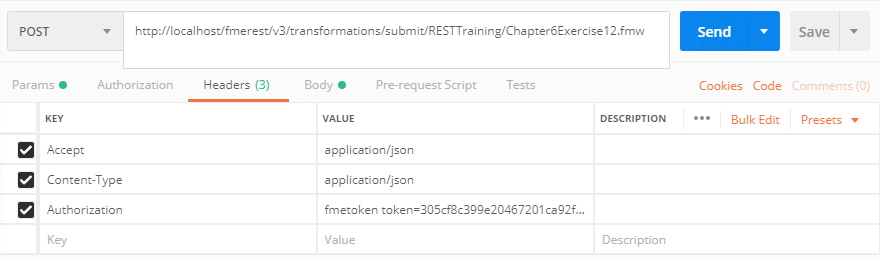 POST http://localhost/fmerest/v3/transformations/submit/RESTTraining/Chapter6Exercise12.fmw Send Save
Params Authorization Headers (3) Body Pre-request Script Tests Cookies Code Comments (0)
KEY VALUE DESCRIPTION ••• Bulk Edit Presets
Accept application/json
Content-Type application/json
Authorization fmetoken token=305cf8c399e20467201ca92f...
Key Value Description